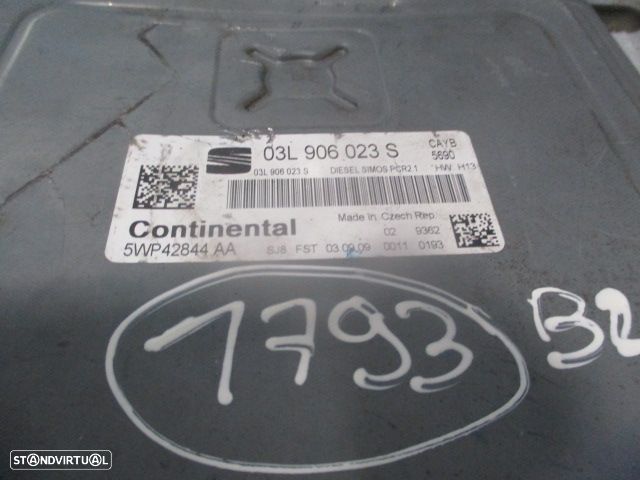 03L 906 023 S
CAYB
5690
03L 906 023 S DIESEL SIMOS PCR2.1 HW H13
Continental
Made in Czech Rep.
02 9362
5WP42844 AA SJ8 FST 03.09.09 0011 0193
1793
B2
STANDVIRTUAL